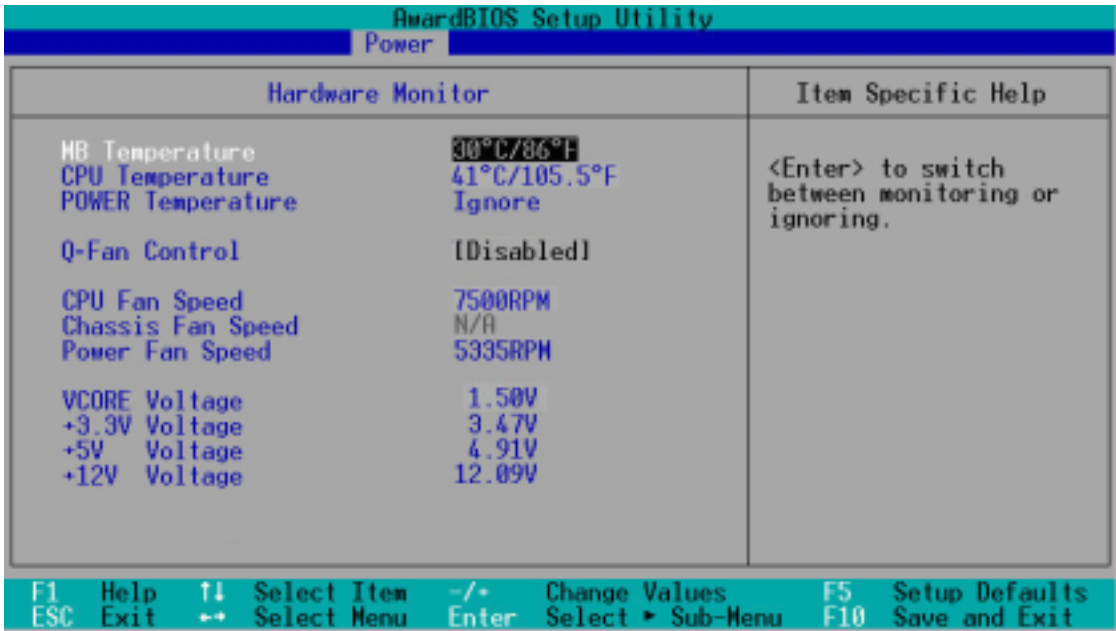 AwardBIOS Setup Utility
Power
Hardware Monitor
Item Specific Help
MB Temperature 30°C/86°F
CPU Temperature 41°C/105.5°F
POWER Temperature Ignore
Q-Fan Control [Disabled]
CPU Fan Speed 7500RPM
Chassis Fan Speed N/A
Power Fan Speed 5335RPM
VCORE Voltage 1.50V
+3.3V Voltage 3.47V
+5V Voltage 4.91V
+12V Voltage 12.09V
<Enter> to switch
between monitoring or
ignoring.
F1 Help ↑↓ Select Item -/+ Change Values F5 Setup Defaults
ESC Exit ←→ Select Menu Enter Select ► Sub-Menu F10 Save and Exit